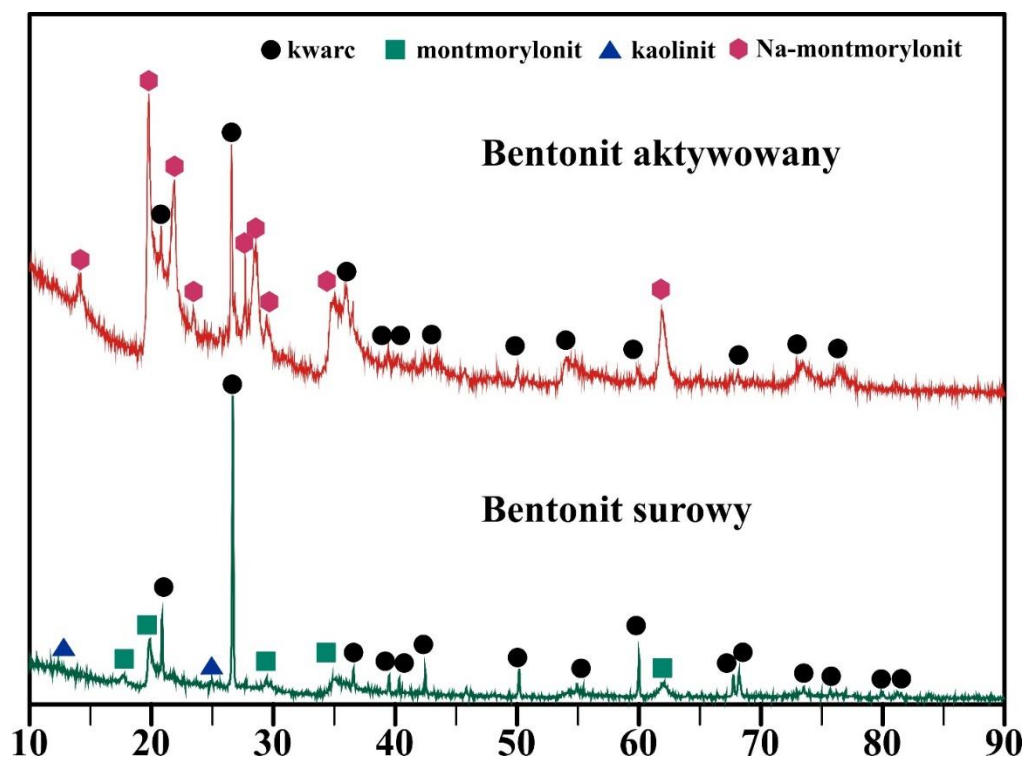 kwarc montmorylonit kaolinit Na-montmorylonit
Bentonit aktywowany
Bentonit surowy
10 20 30 40 50 60 70 80 90